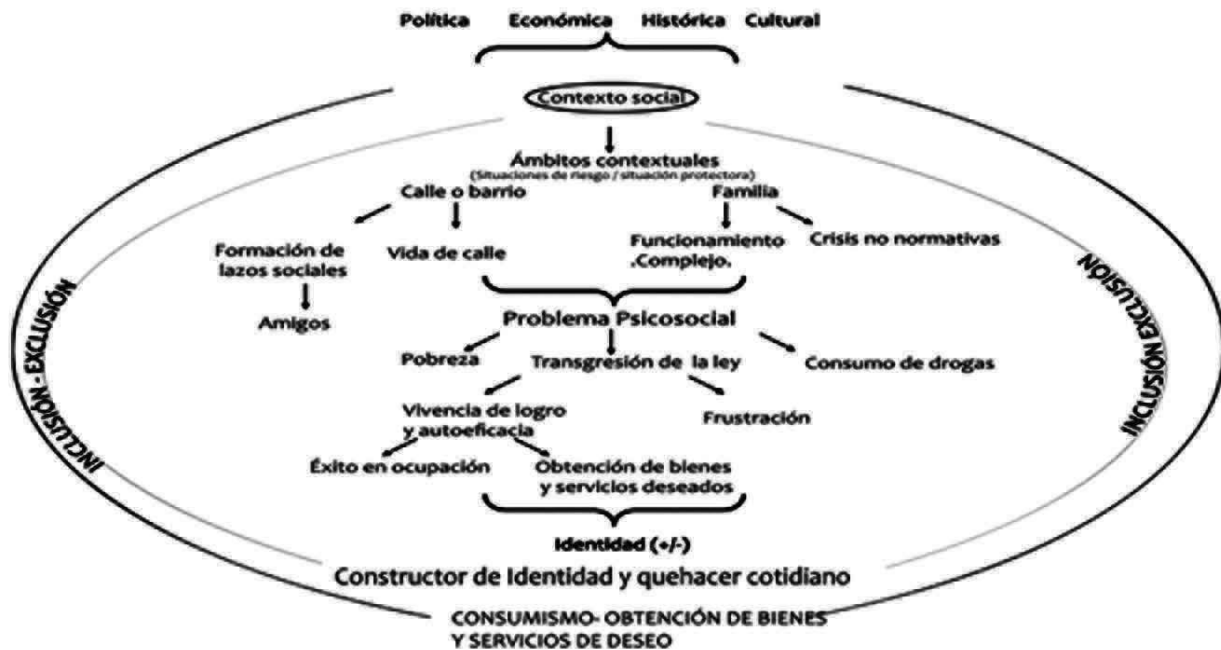 Política Económica Histórica Cultural
Contexto social
Ámbitos contextuales
(Situaciones de riesgo / situación protectora)
Calle o barrio Familia
Formación de
lazos sociales
Vida de calle
Funcionamiento
.Complejo.
Crisis no normativas
Amigos
Problema Psicosocial
Pobreza
Transgresión de la ley
Consumo de drogas
Vivencia de logro
y autoeficacia
Frustración
Éxito en ocupación
Obtención de bienes
y servicios deseados
Identidad (+/-)
Constructor de Identidad y quehacer cotidiano
CONSUMISMO- OBTENCIÓN DE BIENES
Y SERVICIOS DE DESEO
INCLUSIÓN - EXCLUSIÓN
INCLUSIÓN EXCLUSIÓN